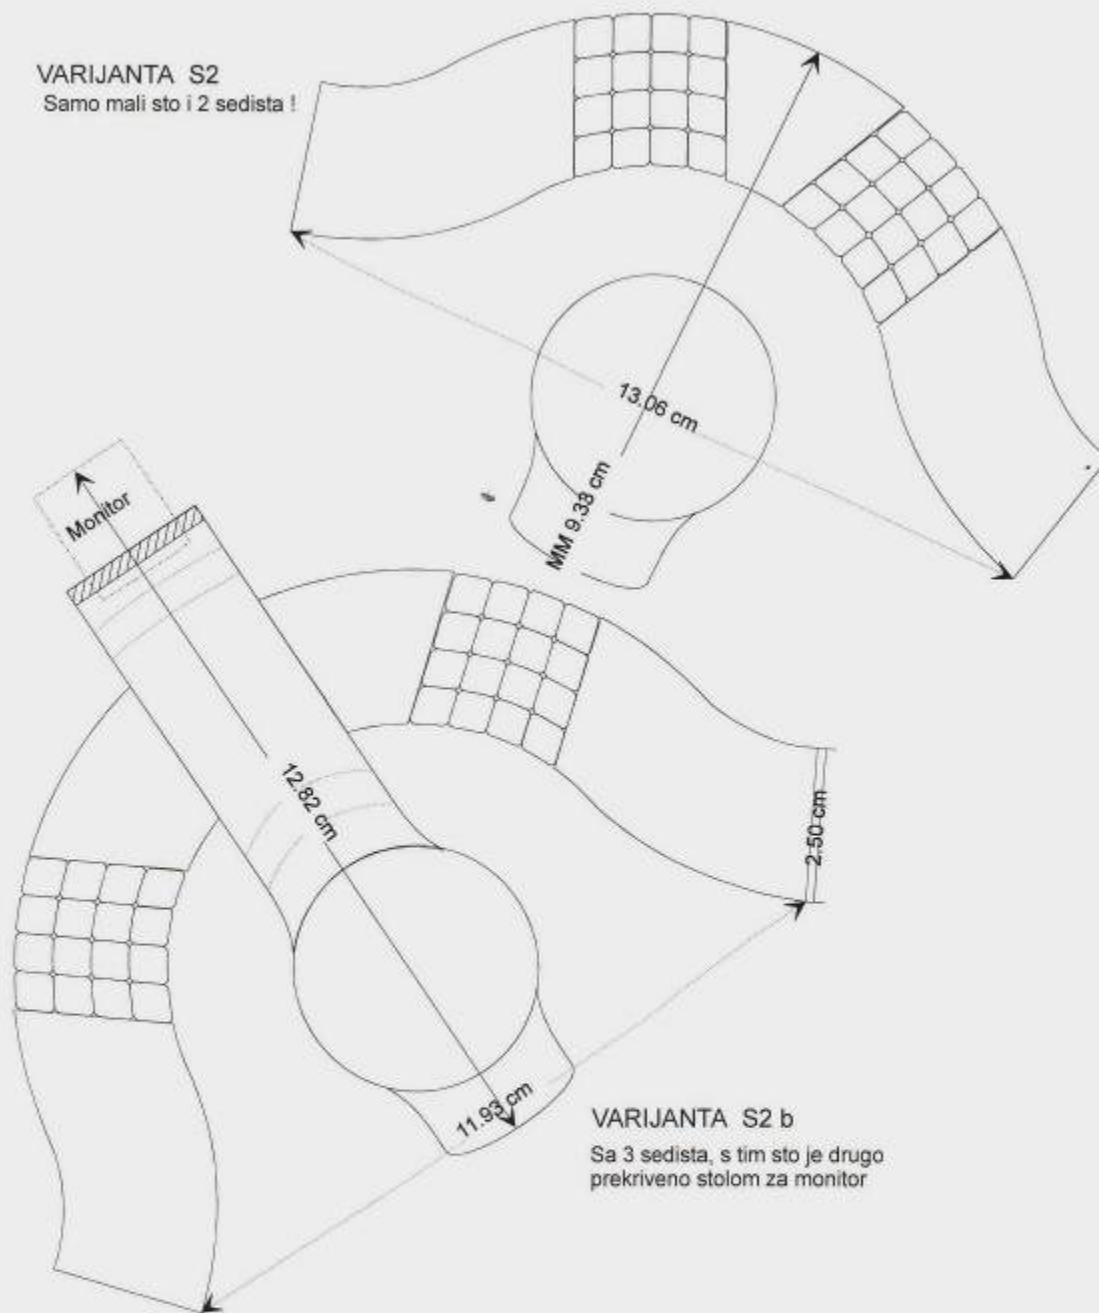 VARIJANTA S2
Samo mali sto i 2 sedista !
13.06 cm
MM 9.38 cm
Monitor
12.82 cm
2.50 cm
11.93 cm
VARIJANTA S2 b
Sa 3 sedista, s tim sto je drugo
prekriveno stolom za monitor